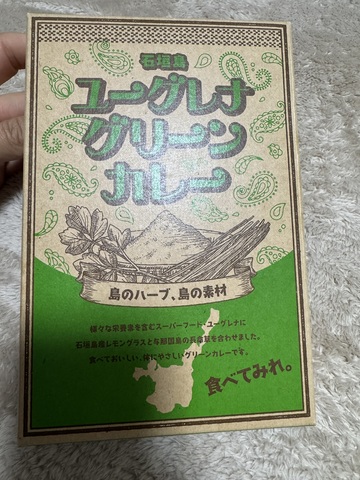 石垣島
ユーグレナ
グリーン
カレー
島のハーブ、島の素材
様々な栄養素を含むスーパーフード・ユーグレナに
石垣島産レモングラスと与那国島の長命草を合わせました。
食べておいしい、体にやさしいグリーンカレーです。
食べてみれ。